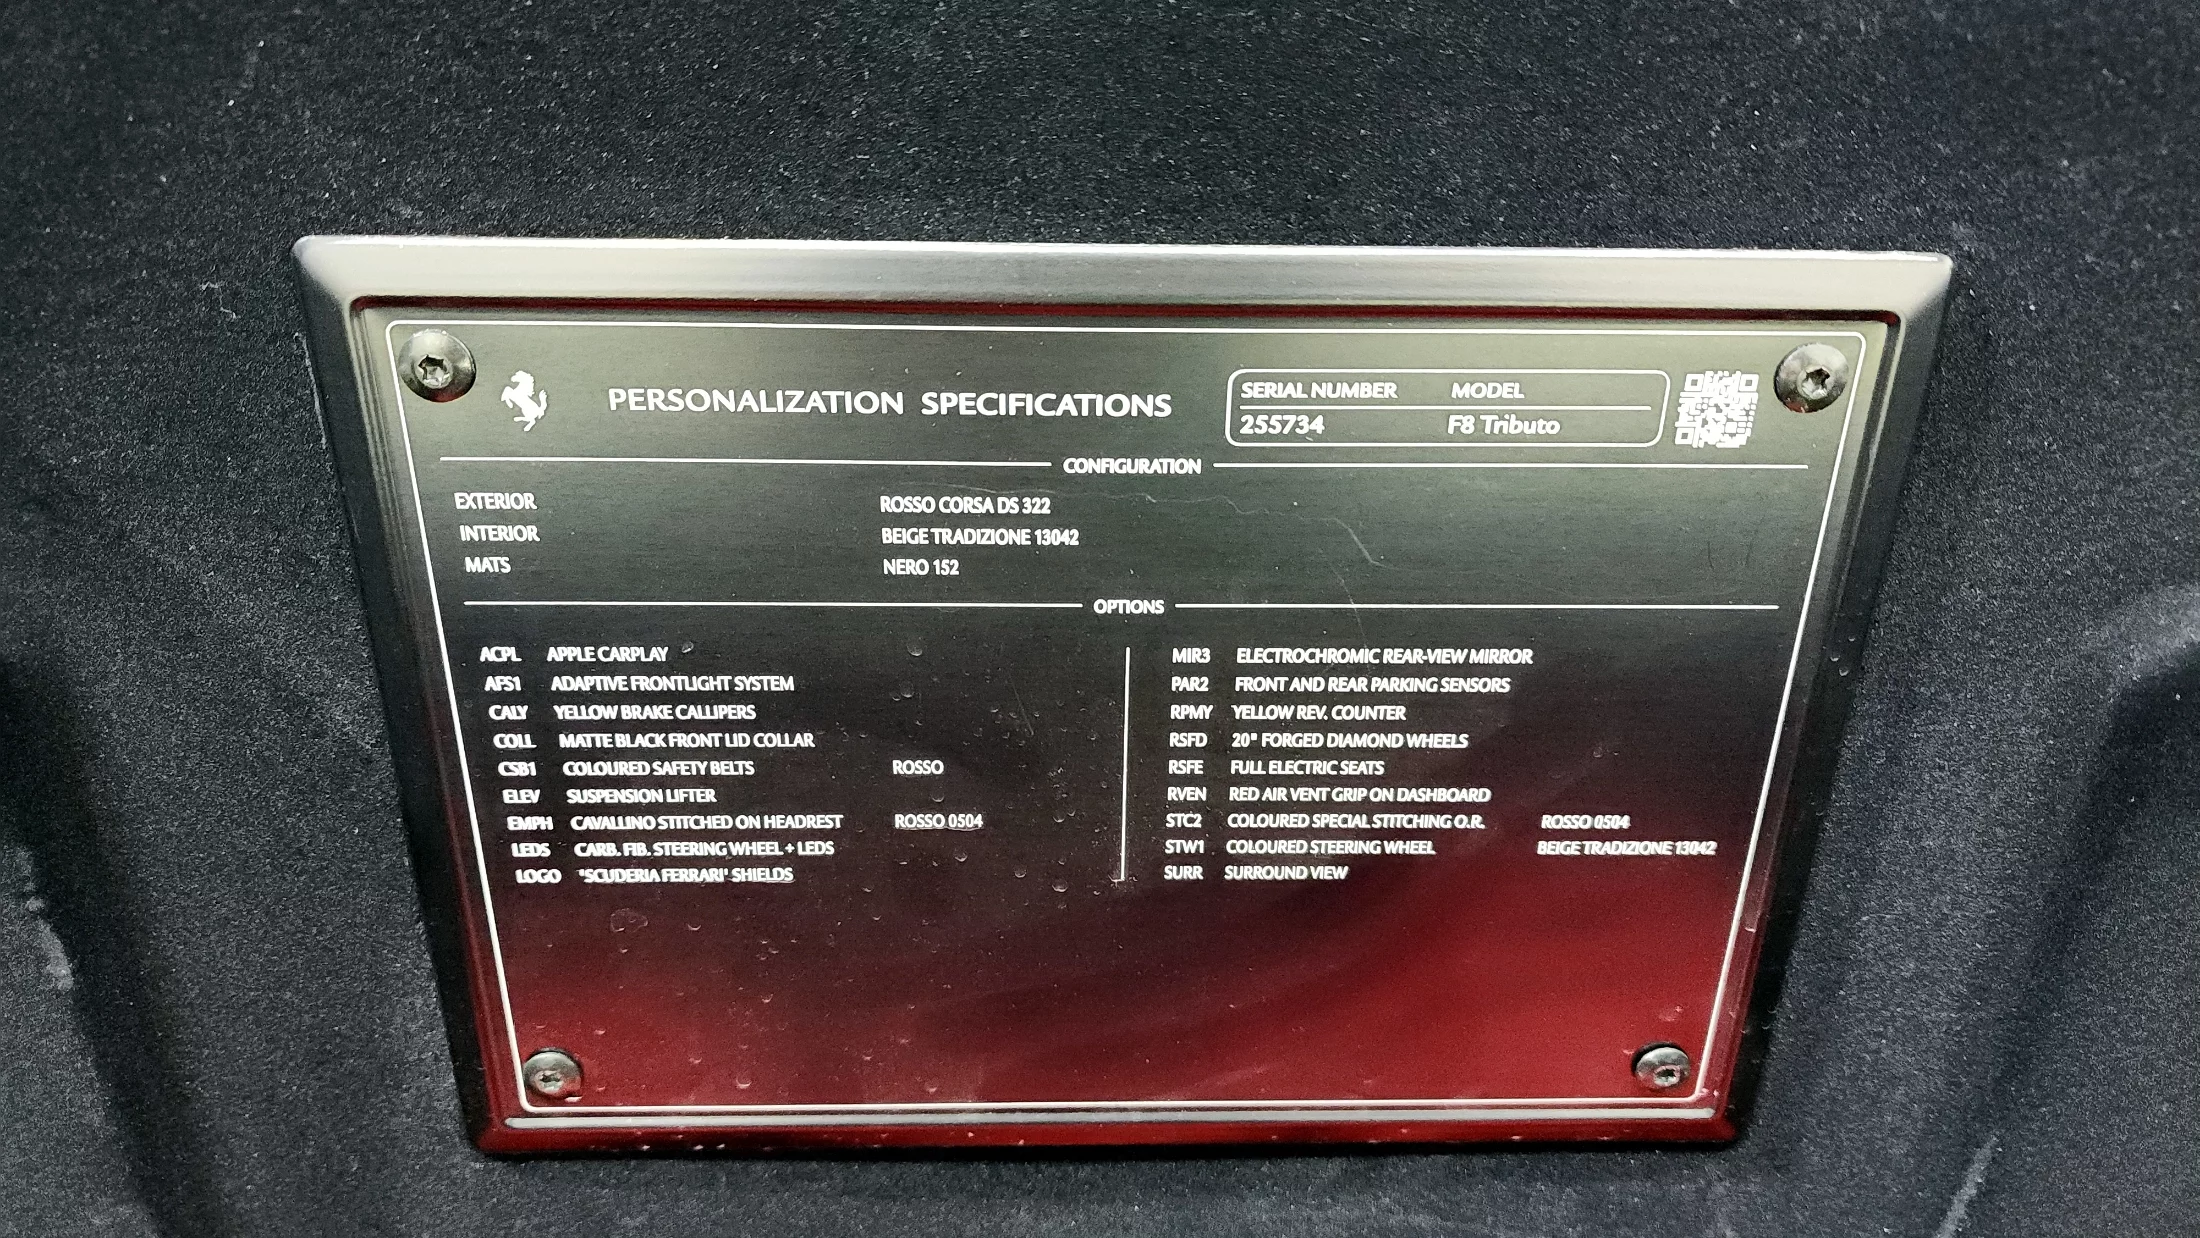 PERSONALIZATION SPECIFICATIONS
SERIAL NUMBER MODEL
255734 F8 Tributo
CONFIGURATION
EXTERIOR ROSSO CORSA DS 322
INTERIOR BEIGE TRADIZIONE 13042
MATS NERO 152
OPTIONS
ACPL APPLE CARPLAY
AFS1 ADAPTIVE FRONTLIGHT SYSTEM
CALY YELLOW BRAKE CALLIPERS
COLL MATTE BLACK FRONT LID COLLAR
CSB1 COLOURED SAFETY BELTS ROSSO
ELEV SUSPENSION LIFTER
EMPH CAVALLINO STITCHED ON HEADREST ROSSO 0504
LEDS CARB. FIB. STEERING WHEEL + LEDS
LOGO "SCUDERIA FERRARI" SHIELDS
MIR3 ELECTROCHROMIC REAR-VIEW MIRROR
PAR2 FRONT AND REAR PARKING SENSORS
RPMY YELLOW REV. COUNTER
RSFD 20" FORGED DIAMOND WHEELS
RSFE FULL ELECTRIC SEATS
RVEN RED AIR VENT GRIP ON DASHBOARD
STC2 COLOURED SPECIAL STITCHING O.R. ROSSO 0504
STW1 COLOURED STEERING WHEEL BEIGE TRADIZIONE 13042
SURR SURROUND VIEW